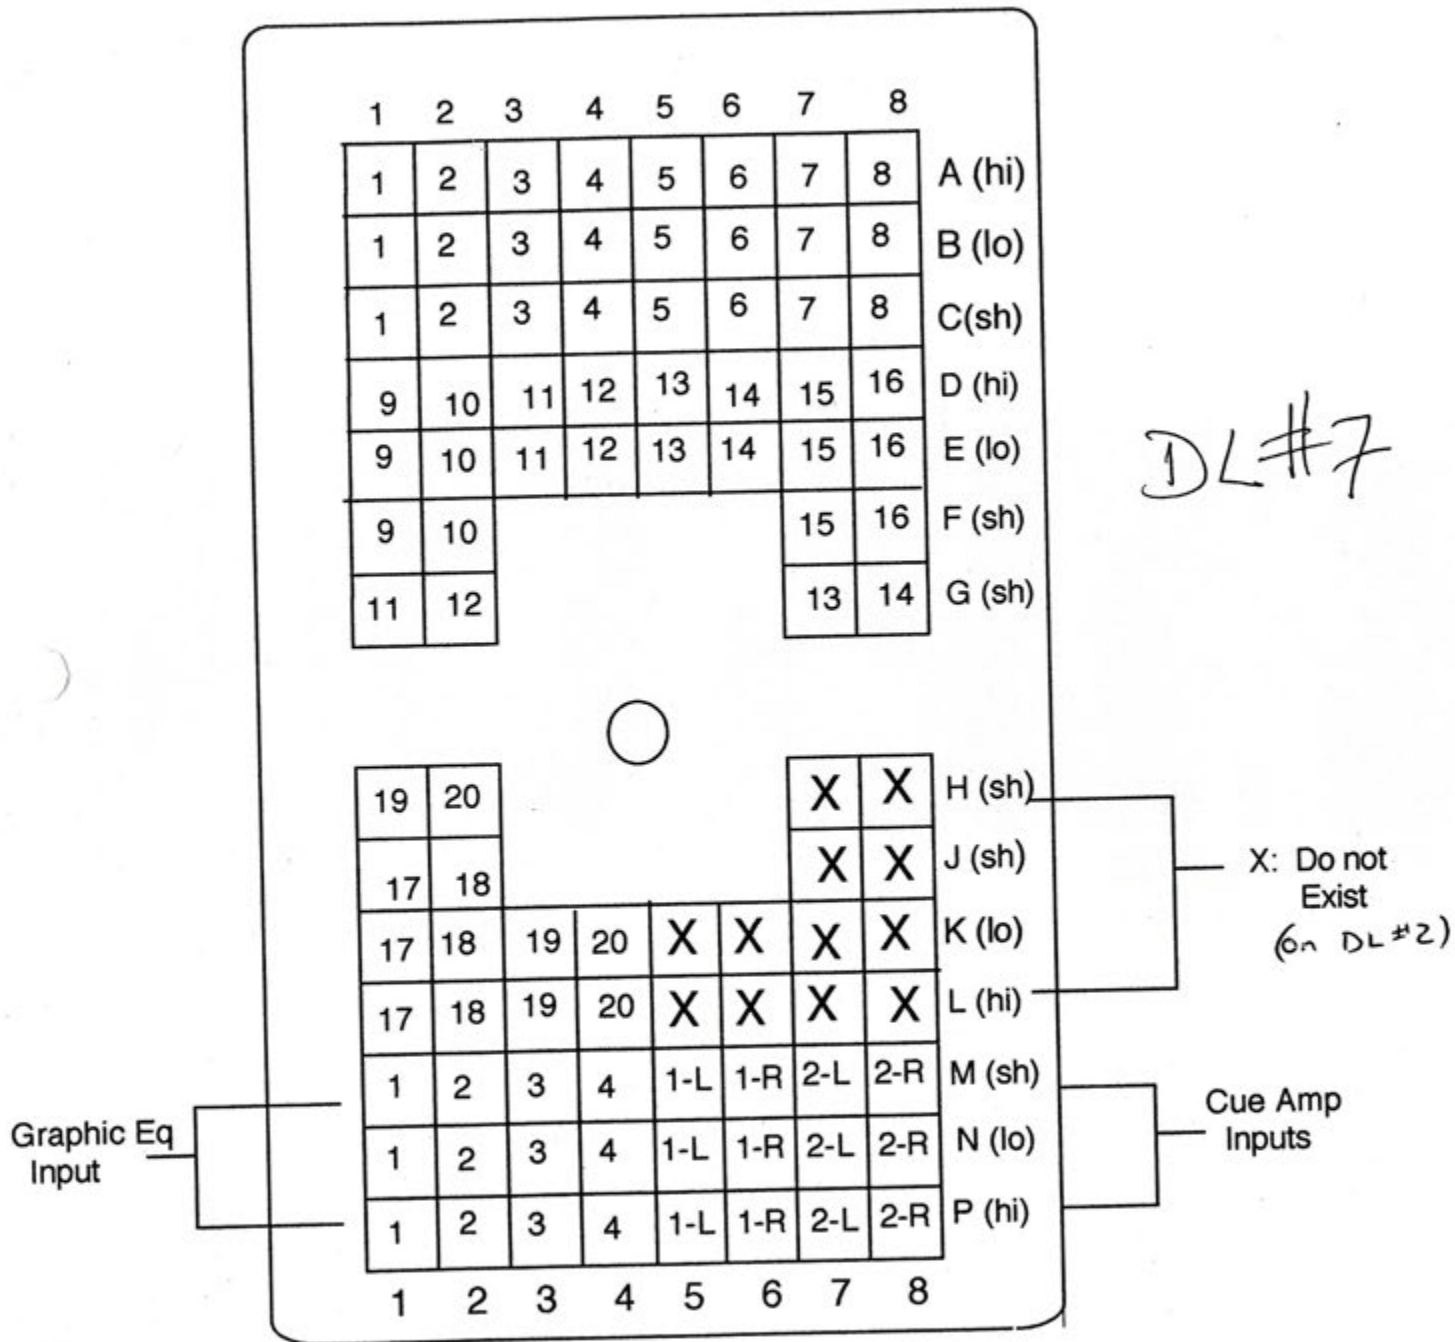 1 2 3 4 5 6 7 8
1 2 3 4 5 6 7 8 A (hi)
1 2 3 4 5 6 7 8 B (lo)
1 2 3 4 5 6 7 8 C(sh)
9 10 11 12 13 14 15 16 D (hi)
9 10 11 12 13 14 15 16 E (lo)
DL#7
9 10 15 16 F (sh)
11 12 13 14 G (sh)
19 20 X X H (sh)
17 18 X X J (sh)
X: Do not
Exist
(on DL #2)
17 18 19 20 X X X X K (lo)
17 18 19 20 X X X X L (hi)
1 2 3 4 1-L 1-R 2-L 2-R M (sh)
Graphic Eq
Input
Cue Amp
Inputs
1 2 3 4 1-L 1-R 2-L 2-R N (lo)
1 2 3 4 1-L 1-R 2-L 2-R P (hi)
1 2 3 4 5 6 7 8